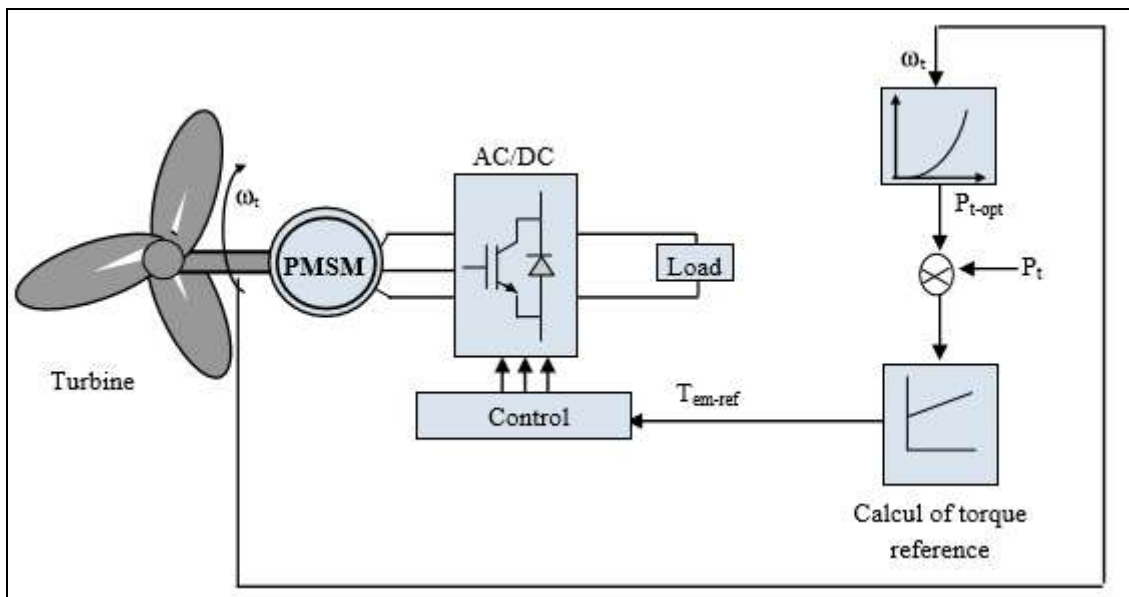 ωt
AC/DC
ωt
Pt-opt
PMSM
Load
Pt
Turbine
Tem-ref
Control
Calcul of torque
reference